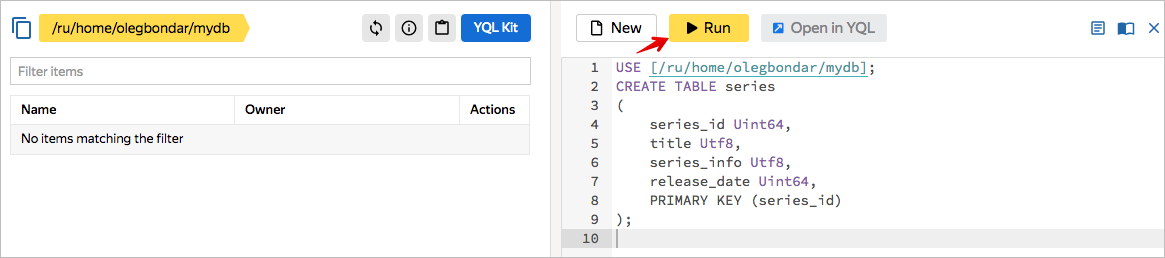 /ru/home/olegbondar/mydb
YQL Kit
Filter items
Name Owner Actions
No items matching the filter
New Run Open in YQL
1 USE [/ru/home/olegbondar/mydb];
2 CREATE TABLE series
3 (
4 series_id Uint64,
5 title Utf8,
6 series_info Utf8,
7 release_date Uint64,
8 PRIMARY KEY (series_id)
9 );
10